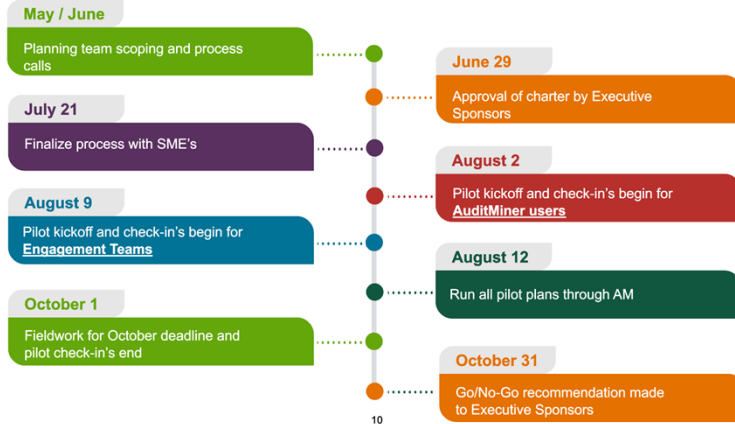 May / June
Planning team scoping and process
calls
June 29
Approval of charter by Executive
Sponsors
July 21
Finalize process with SME's
August 2
Pilot kickoff and check-in's begin for
AuditMiner users
August 9
Pilot kickoff and check-in's begin for
Engagement Teams
August 12
Run all pilot plans through AM
October 1
Fieldwork for October deadline and
pilot check-in's end
October 31
Go/No-Go recommendation made
to Executive Sponsors
10